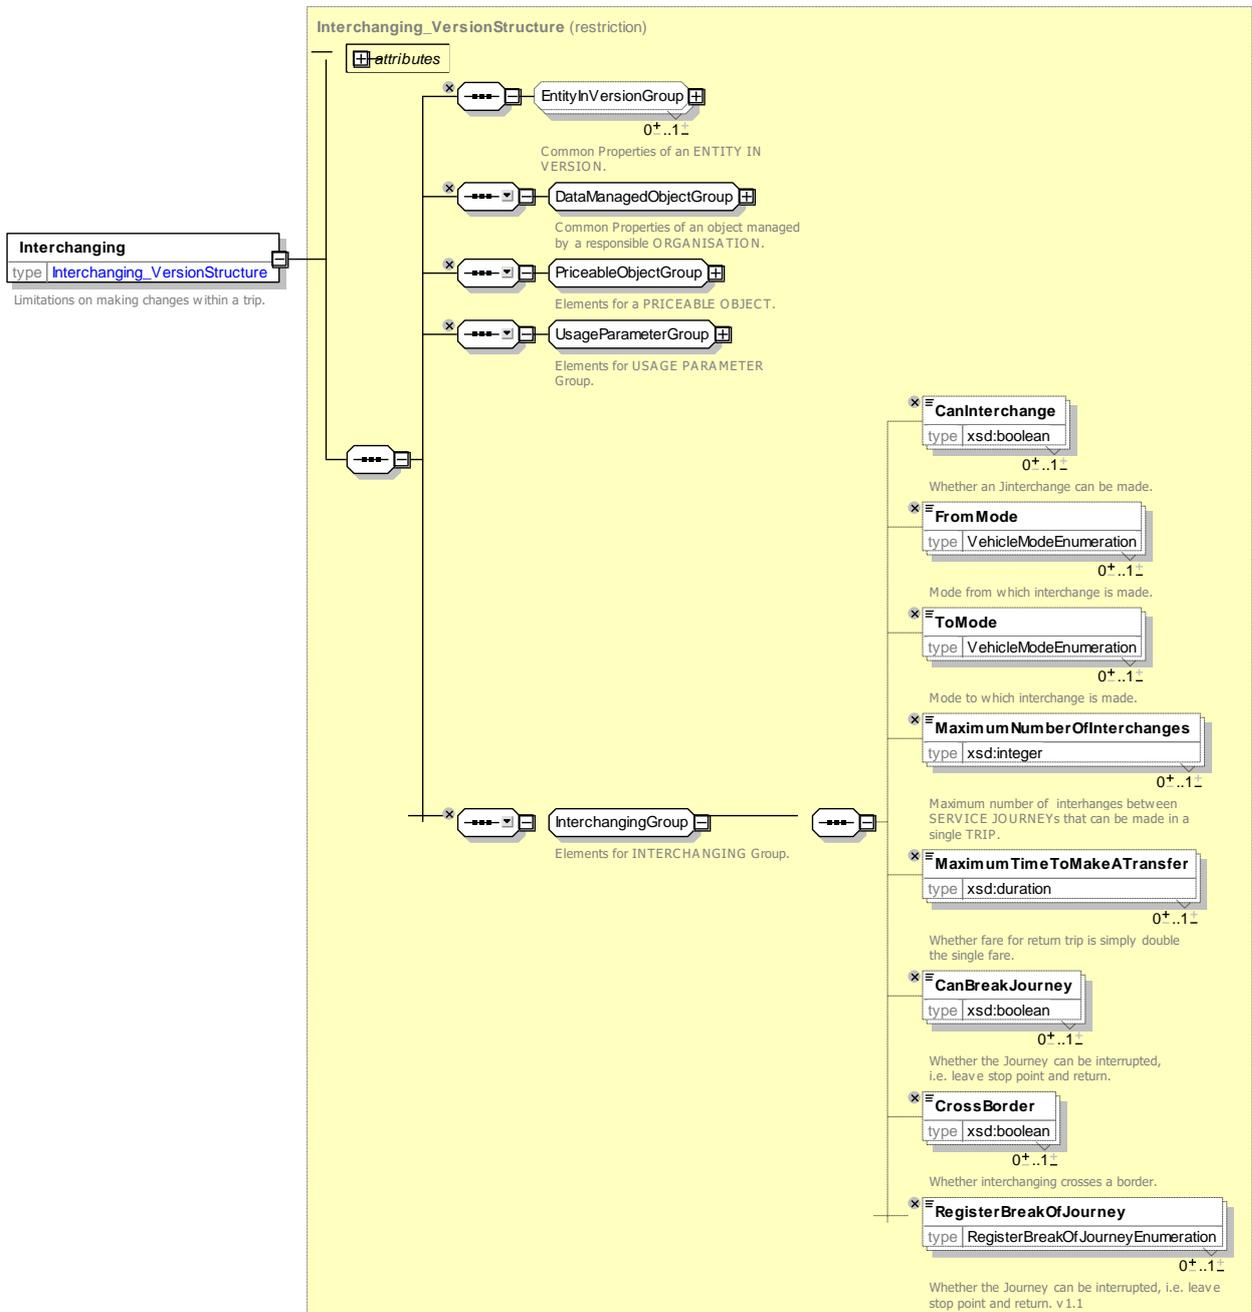 Interchanging_VersionStructure (restriction)
attributes
EntityInVersionGroup
0..1
Common Properties of an ENTITY IN
VERSION.
DataManagedObjectGroup
Common Properties of an object managed
by a responsible ORGANISATION.
Interchanging
type Interchanging_VersionStructure
Limitations on making changes within a trip.
PriceableObjectGroup
Elements for a PRICEABLE OBJECT.
UsageParameterGroup
Elements for USAGE PARAMETER
Group.
CanInterchange
type xsd:boolean
0..1
Whether an Jinterchange can be made.
FromMode
type VehicleModeEnumeration
0..1
Mode from which interchange is made.
ToMode
type VehicleModeEnumeration
0..1
Mode to which interchange is made.
MaximumNumberOfInterchanges
type xsd:integer
0..1
Maximum number of interhanges between
SERVICE JOURNEYs that can be made in a
single TRIP.
InterchangingGroup
Elements for INTERCHANGING Group.
MaximumTimeToMakeATransfer
type xsd:duration
0..1
Whether fare for return trip is simply double
the single fare.
CanBreakJourney
type xsd:boolean
0..1
Whether the Journey can be interrupted,
i.e. leave stop point and return.
CrossBorder
type xsd:boolean
0..1
Whether interchanging crosses a border.
RegisterBreakOfJourney
type RegisterBreakOfJourneyEnumeration
0..1
Whether the Journey can be interrupted, i.e. leave
stop point and return. v1.1